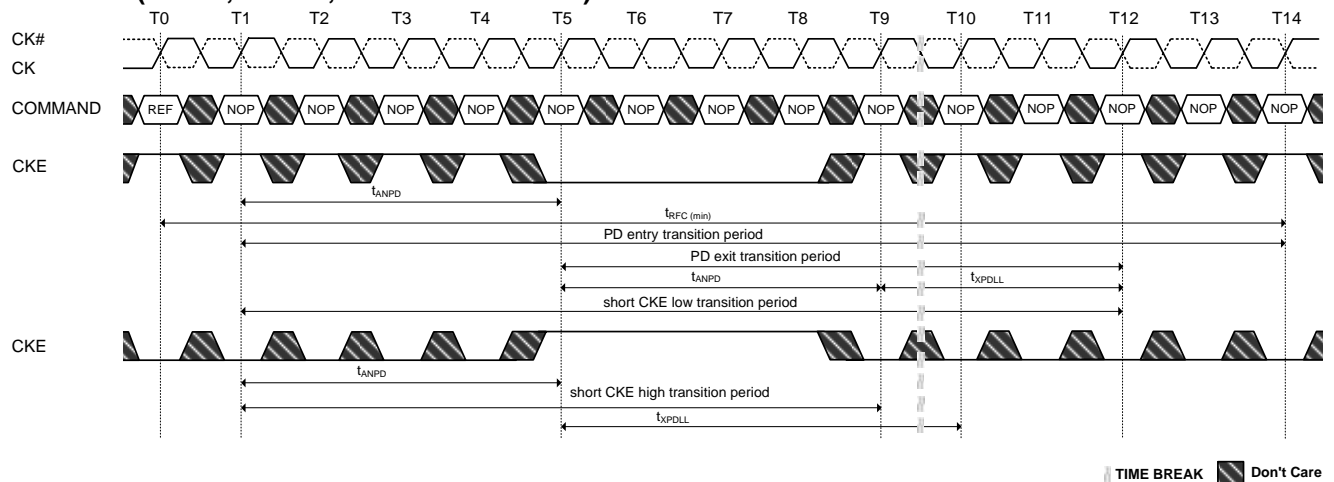 T0 T1 T2 T3 T4 T5 T6 T7 T8 T9 T10 T11 T12 T13 T14
CK#
CK
COMMAND REF NOP NOP NOP NOP NOP NOP NOP NOP NOP NOP NOP NOP NOP NOP
CKE
tANPD
tRFC (min)
PD entry transition period
PD exit transition period
tANPD tXPDLL
short CKE low transition period
CKE
tANPD
short CKE high transition period
tXPDLL
TIME BREAK Don't Care